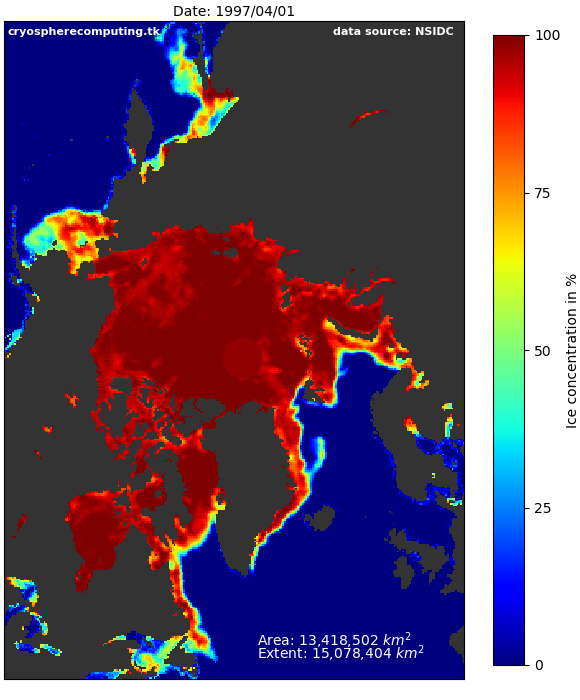 Date: 1997/04/01
cryospherecomputing.tk
data source: NSIDC
100
75
50
25
0
Ice concentration in %
Area: 13,418,502 km²
Extent: 15,078,404 km²